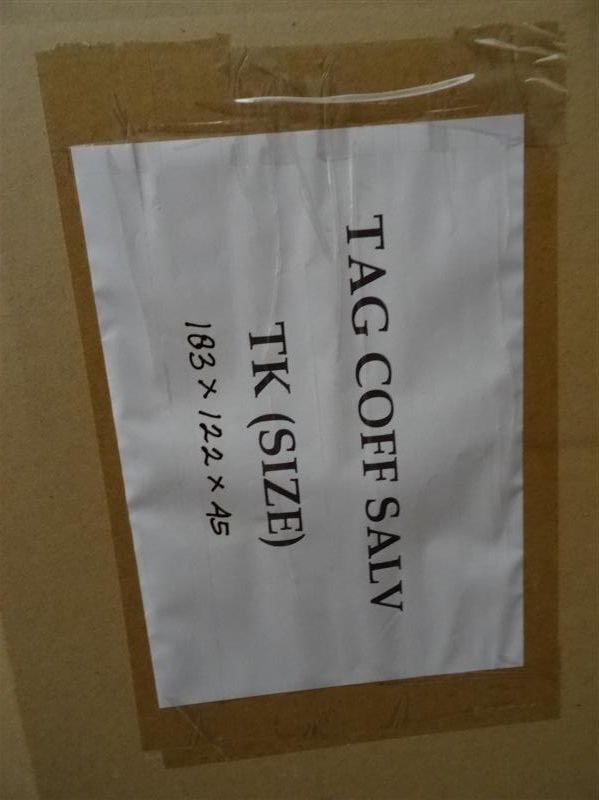 TAG COFF SALV
TK (SIZE)
183 x 122 x 45